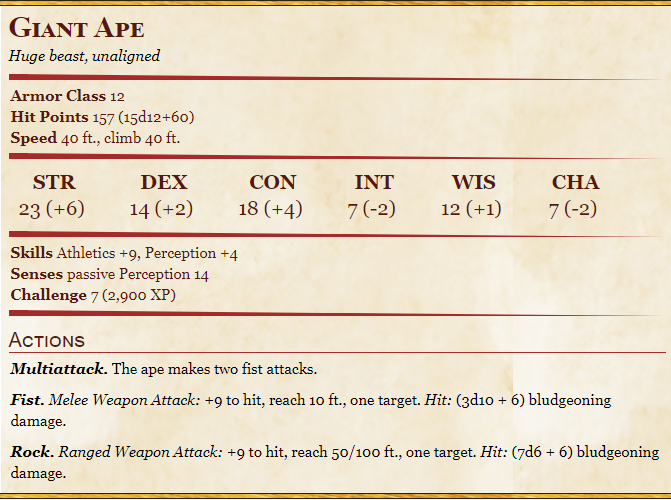 Giant Ape
Huge beast, unaligned
Armor Class 12
Hit Points 157 (15d12+60)
Speed 40 ft., climb 40 ft.
STR DEX CON INT WIS CHA
23 (+6) 14 (+2) 18 (+4) 7 (-2) 12 (+1) 7 (-2)
Skills Athletics +9, Perception +4
Senses passive Perception 14
Challenge 7 (2,900 XP)
Actions
Multiattack. The ape makes two fist attacks.
Fist. Melee Weapon Attack: +9 to hit, reach 10 ft., one target. Hit: (3d10 + 6) bludgeoning
damage.
Rock. Ranged Weapon Attack: +9 to hit, reach 50/100 ft., one target. Hit: (7d6 + 6) bludgeoning
damage.